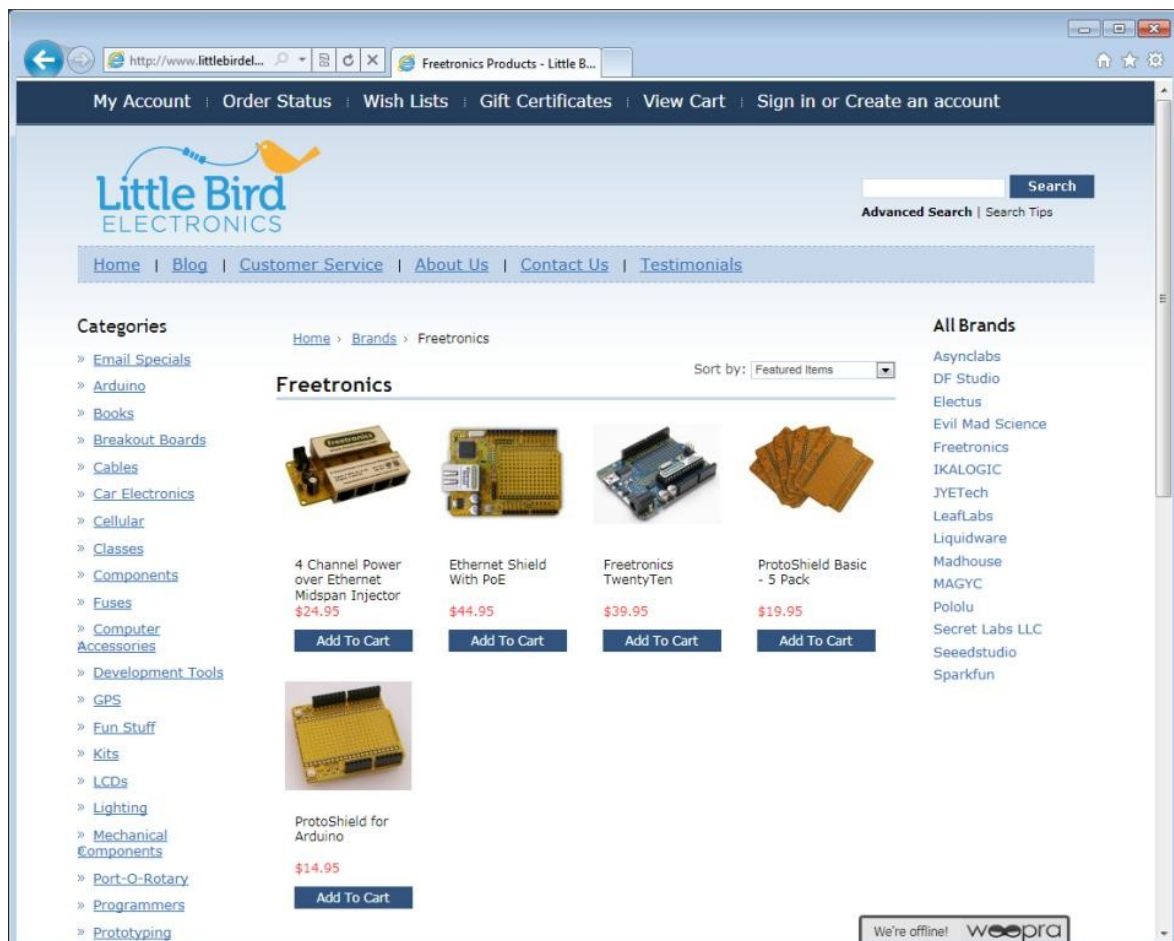 http://www.littlebirdel...
Freetronics Products - Little B...
My Account | Order Status | Wish Lists | Gift Certificates | View Cart | Sign in or Create an account
Little Bird
ELECTRONICS
Search
Advanced Search | Search Tips
Home | Blog | Customer Service | About Us | Contact Us | Testimonials
Categories
» Email Specials
» Arduino
» Books
» Breakout Boards
» Cables
» Car Electronics
» Cellular
» Classes
» Components
» Fuses
» Computer
Accessories
» Development Tools
» GPS
» Fun Stuff
» Kits
» LCDs
» Lighting
» Mechanical
Components
» Port-O-Rotary
» Programmers
» Prototyping
Home > Brands > Freetronics
Sort by: Featured Items
Freetronics
freetronics
4 Channel Power
over Ethernet
Midspan Injector
$24.95
Add To Cart
Ethernet Shield
With PoE
$44.95
Add To Cart
Freetronics
TwentyTen
$39.95
Add To Cart
ProtoShield Basic
- 5 Pack
$19.95
Add To Cart
ProtoShield for
Arduino
$14.95
Add To Cart
All Brands
Asynclabs
DF Studio
Electus
Evil Mad Science
Freetronics
IKALOGIC
JYETech
LeafLabs
Liquidware
Madhouse
MAGYC
Pololu
Secret Labs LLC
Seeedstudio
Sparkfun
We're offline! woopra